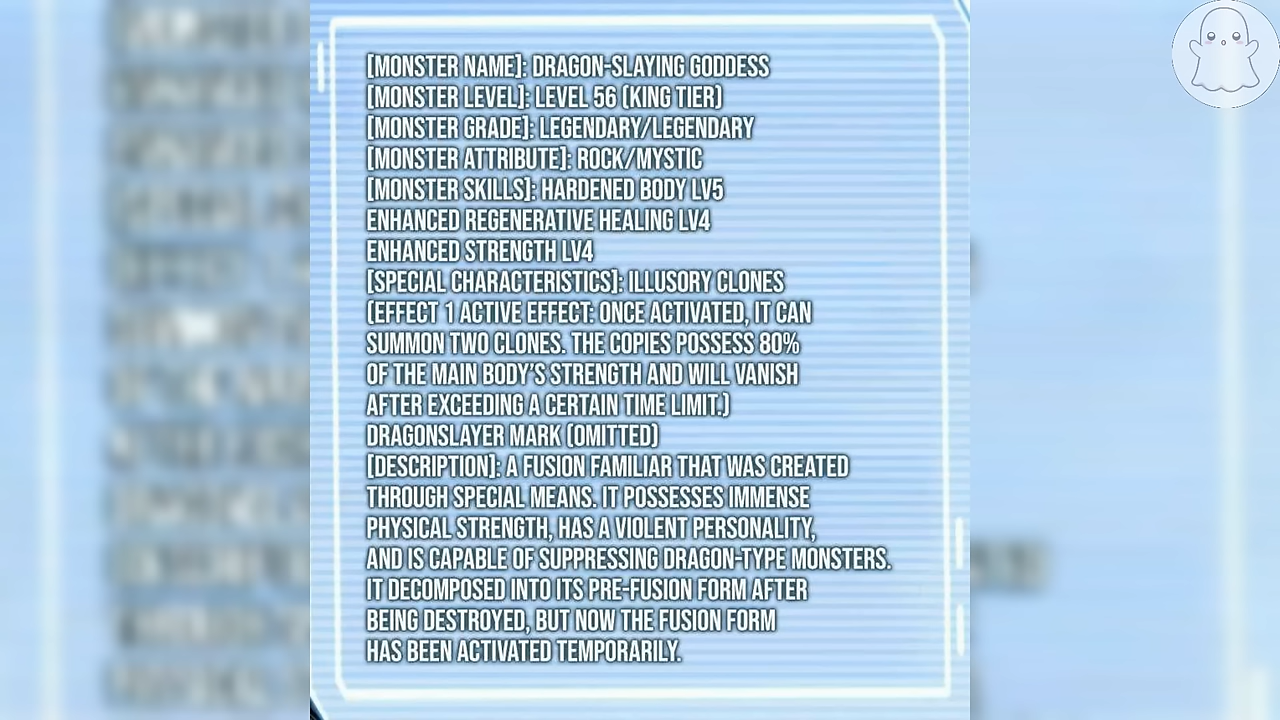 [MONSTER NAME]: DRAGON-SLAYING GODDESS
[MONSTER LEVEL]: LEVEL 56 (KING TIER)
[MONSTER GRADE]: LEGENDARY/LEGENDARY
[MONSTER ATTRIBUTE]: ROCK/MYSTIC
[MONSTER SKILLS]: HARDENED BODY LV5
ENHANCED REGENERATIVE HEALING LV4
ENHANCED STRENGTH LV4
[SPECIAL CHARACTERISTICS]: ILLUSORY CLONES
(EFFECT 1 ACTIVE EFFECT: ONCE ACTIVATED, IT CAN
SUMMON TWO CLONES. THE COPIES POSSESS 80%
OF THE MAIN BODY'S STRENGTH AND WILL VANISH
AFTER EXCEEDING A CERTAIN TIME LIMIT.)
DRAGONSLAYER MARK (OMITTED)
[DESCRIPTION]: A FUSION FAMILIAR THAT WAS CREATED
THROUGH SPECIAL MEANS. IT POSSESSES IMMENSE
PHYSICAL STRENGTH, HAS A VIOLENT PERSONALITY,
AND IS CAPABLE OF SUPPRESSING DRAGON-TYPE MONSTERS.
IT DECOMPOSED INTO ITS PRE-FUSION FORM AFTER
BEING DESTROYED, BUT NOW THE FUSION FORM
HAS BEEN ACTIVATED TEMPORARILY.